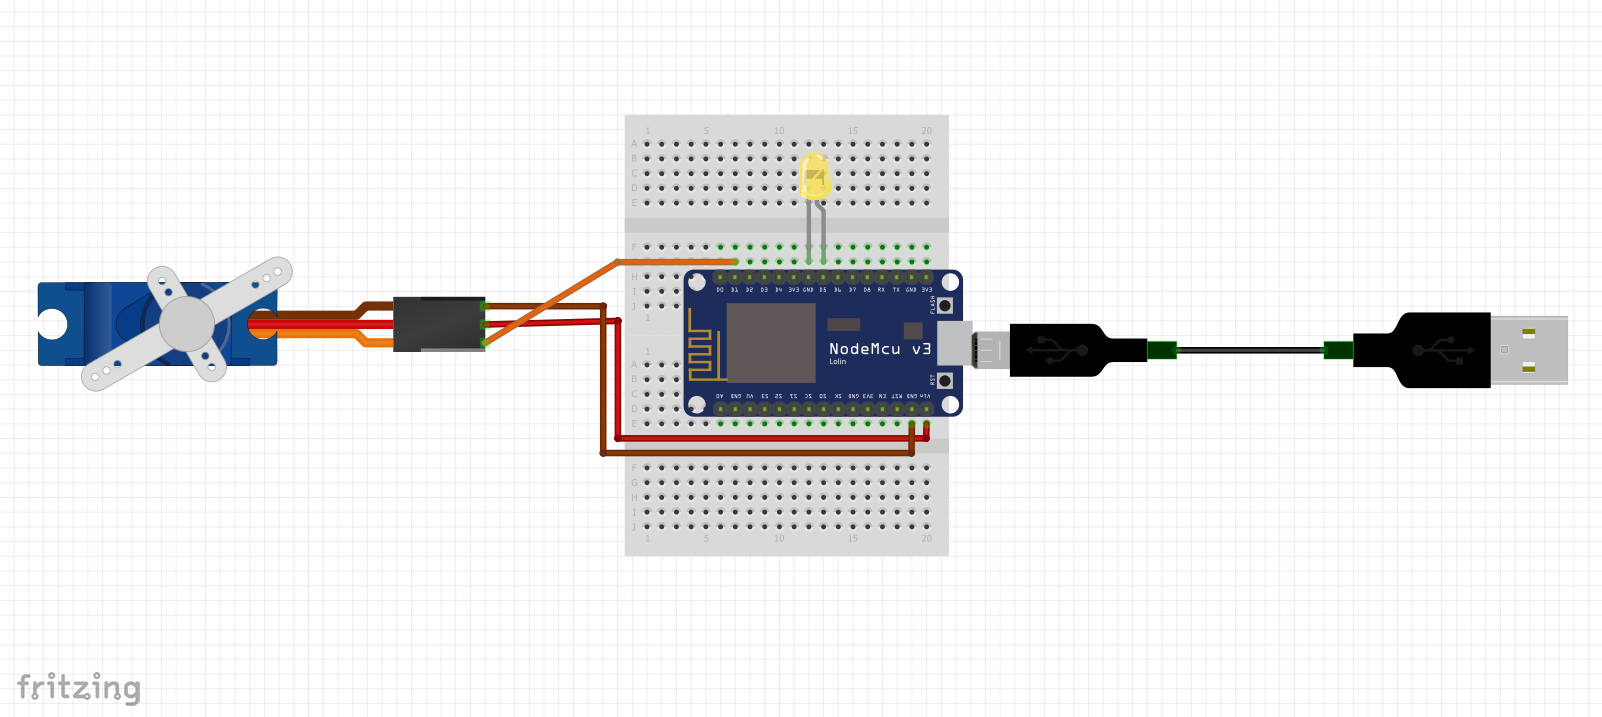 1 5 10 15 20
A
B
C
D
E
F
H
I
J
D0 D1 D2 D3 D4 3V3 GND D5 D6 D7 D8 RX TX GND 3V3
FLASH
1
NodeMcu v3
Lolin
1
A
B
C
D
E
RST
A0 GND VU S3 S2 S1 SC S0 SK GND 3V3 EN RST GND Vin
F
G
H
I
J
1 5 10 15 20
fritzing